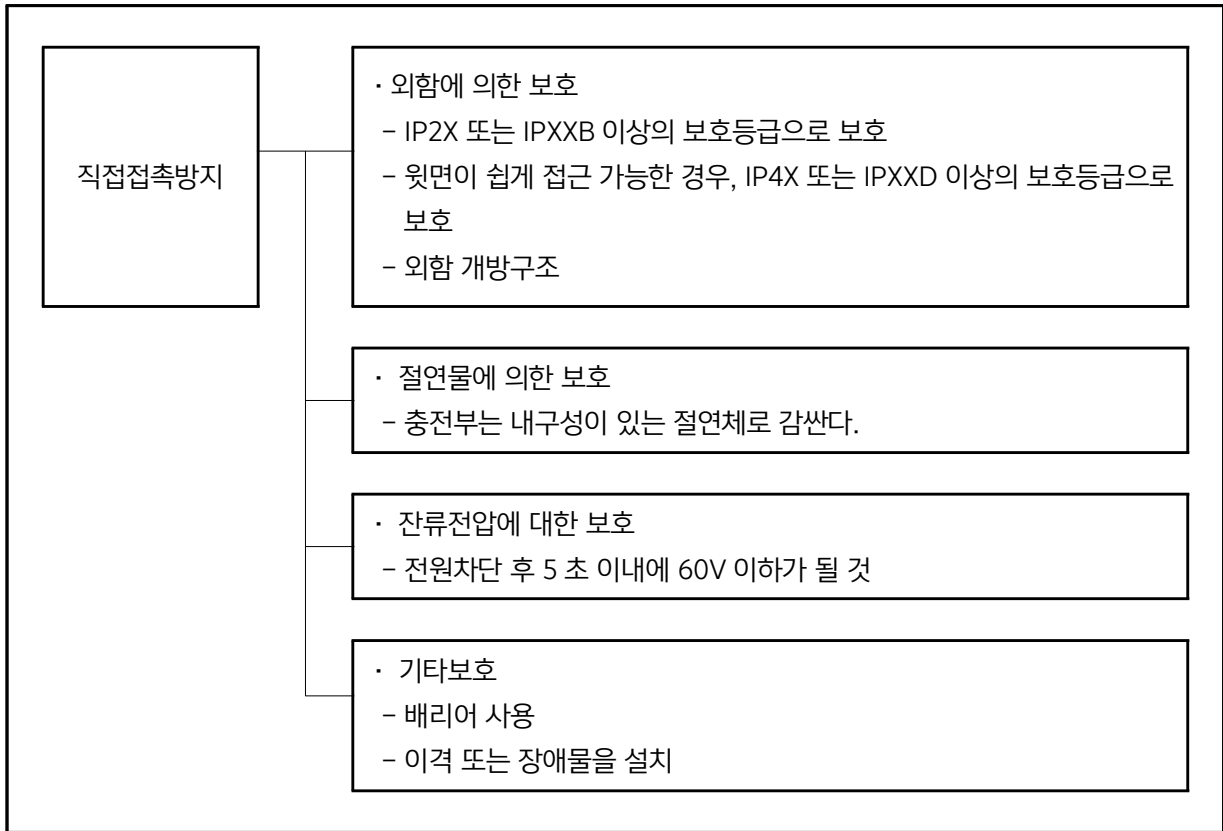 직접접촉방지
· 외함에 의한 보호
– IP2X 또는 IPXXB 이상의 보호등급으로 보호
– 윗면이 쉽게 접근 가능한 경우, IP4X 또는 IPXXD 이상의 보호등급으로
보호
– 외함 개방구조
· 절연물에 의한 보호
– 충전부는 내구성이 있는 절연체로 감싼다.
· 잔류전압에 대한 보호
– 전원차단 후 5 초 이내에 60V 이하가 될 것
· 기타보호
– 배리어 사용
– 이격 또는 장애물을 설치